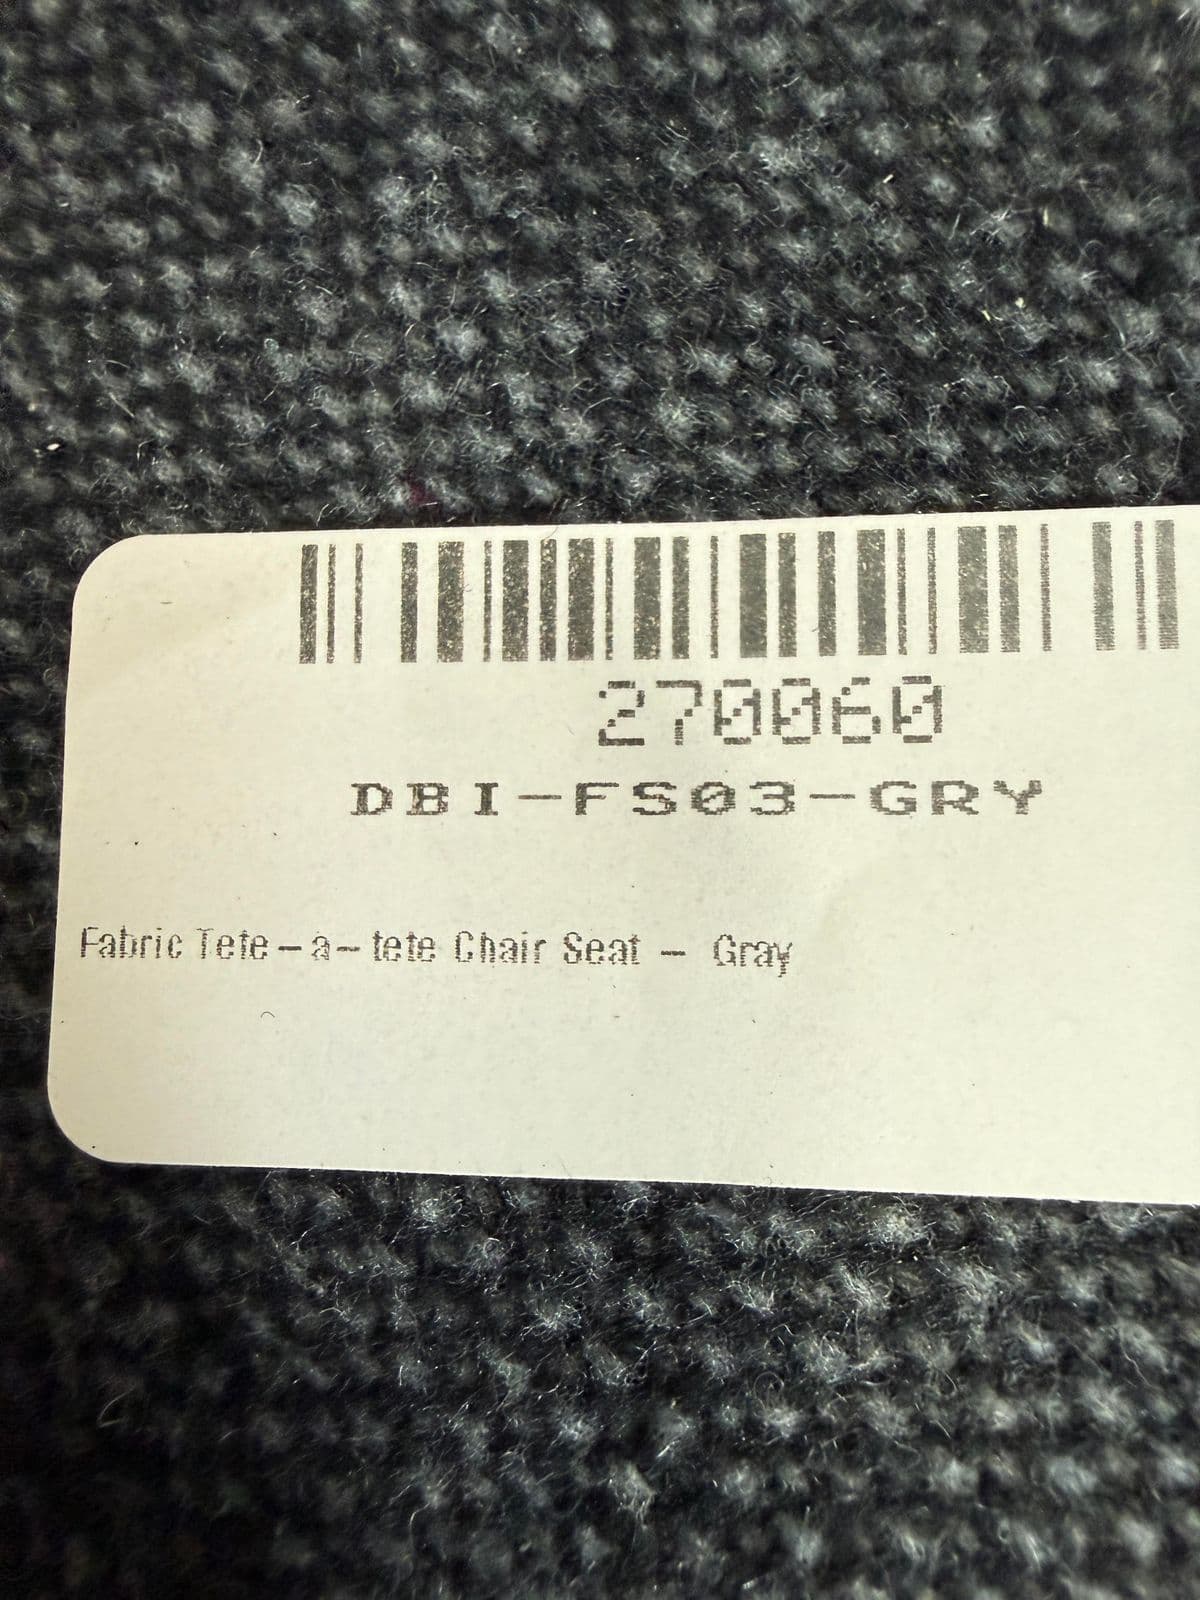 270060
DBI-FS03-GRY
Fabric Tete-a-tete Chair Seat - Gray